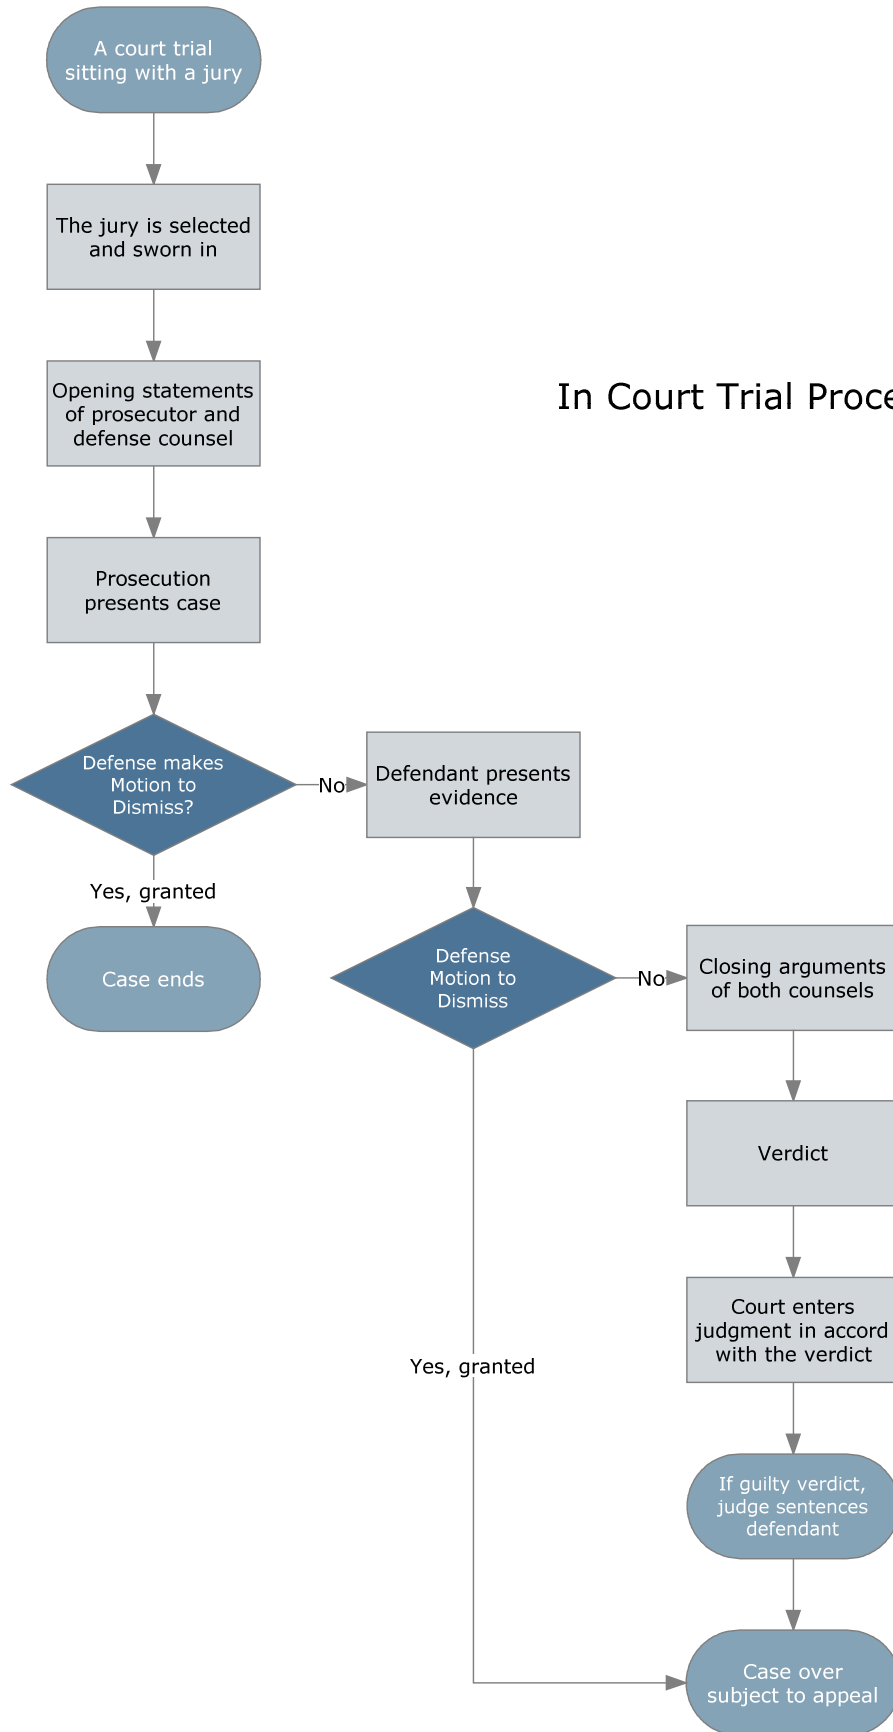 A court trial
sitting with a jury
The jury is selected
and sworn in
In Court Trial Proce
Opening statements
of prosecutor and
defense counsel
Prosecution
presents case
Defense makes
Motion to
Dismiss?
No
Defendant presents
evidence
Yes, granted
Case ends
Defense
Motion to
Dismiss
No
Closing arguments
of both counsels
Verdict
Court enters
judgment in accord
with the verdict
Yes, granted
If guilty verdict,
judge sentences
defendant
Case over
subject to appeal